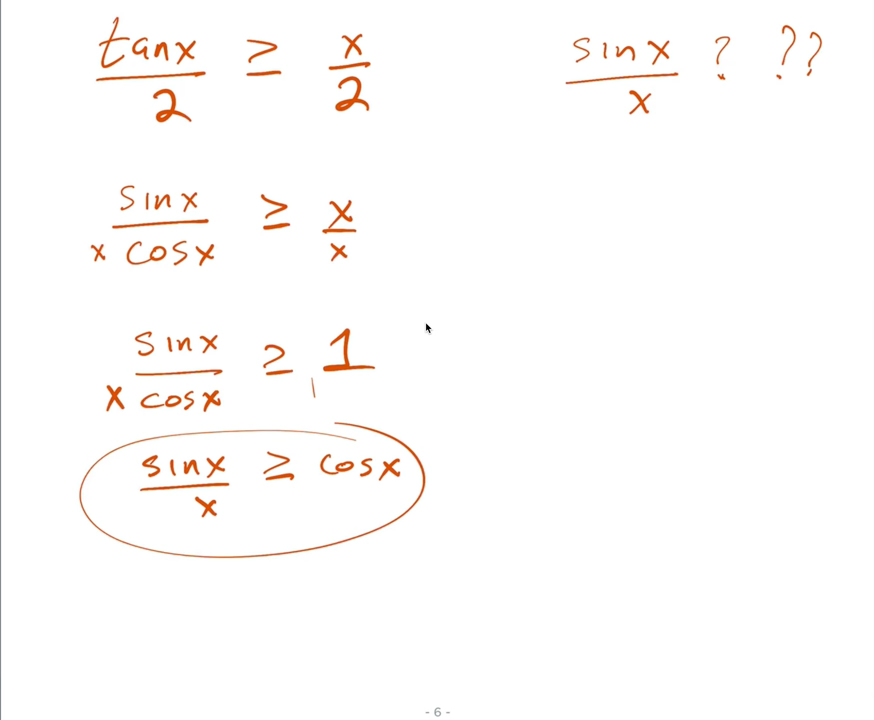 tanx/2 ≥ x/2
sinx/x ? ??
sinx/x cosx ≥ x/x
sinx/x cosx ≥ 1
sinx/x ≥ cosx
- 6 -